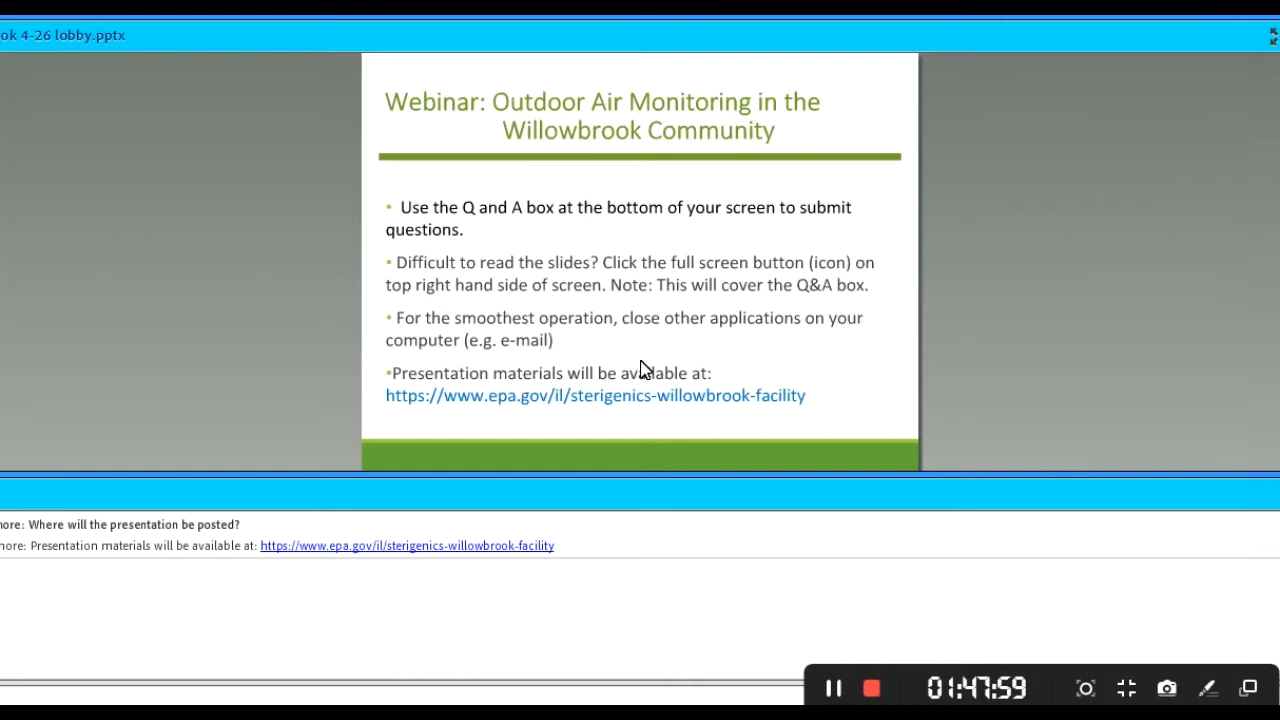 ok 4-26 lobby.pptx
Webinar: Outdoor Air Monitoring in the
Willowbrook Community
• Use the Q and A box at the bottom of your screen to submit
questions.
• Difficult to read the slides? Click the full screen button (icon) on
top right hand side of screen. Note: This will cover the Q&A box.
• For the smoothest operation, close other applications on your
computer (e.g. e-mail)
•Presentation materials will be available at:
https://www.epa.gov/il/sterigenics-willowbrook-facility
nore: Where will the presentation be posted?
nore: Presentation materials will be available at: https://www.epa.gov/il/sterigenics-willowbrook-facility
01:47:59